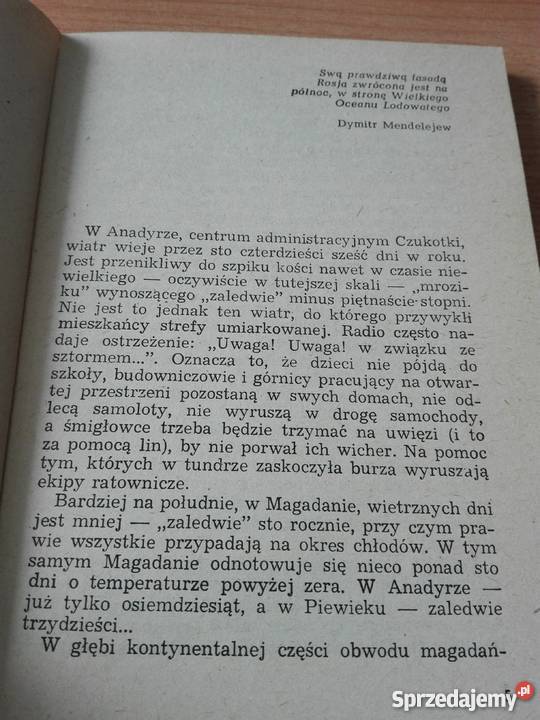 Swą prawdziwą fasadą
Rosja zwrócona jest na
północ, w stronę Wielkiego
Oceanu Lodowatego
Dymitr Mendelejew
W Anadyrze, centrum administracyjnym Czukotki,
wiatr wieje przez sto czterdzieści sześć dni w roku.
Jest przenikliwy do szpiku kości nawet w czasie nie-
wielkiego — oczywiście w tutejszej skali — „mrozi-
ku” wynoszącego „zaledwie” minus piętnaście stopni.
Nie jest to jednak ten wiatr, do którego przywykli
mieszkańcy strefy umiarkowanej. Radio często na-
daje ostrzeżenie: „Uwaga! Uwaga! w związku ze
sztormem...”. Oznacza to, że dzieci nie pójdą do
szkoły, budowniczowie i górnicy pracujący na otwar-
tej przestrzeni pozostaną w swych domach, nie od-
lecą samoloty, nie wyruszą w drogę samochody,
a śmigłowce trzeba będzie trzymać na uwięzi (i to
za pomocą lin), by nie porwał ich wicher. Na pomoc
tym, których w tundrze zaskoczyła burza wyruszają
ekipy ratownicze.
Bardziej na południe, w Magadanie, wietrznych dni
jest mniej — „zaledwie” sto rocznie, przy czym pra-
wie wszystkie przypadają na okres chłodów. W tym
samym Magadanie odnotowuje się nieco ponad sto
dni o temperaturze powyżej zera. W Anadyrze —
już tylko osiemdziesiąt, a w Piewieku — zaledwie
trzydzieści...
W głębi kontynentalnej części obwodu magadań-
Sprzedajemy.pl